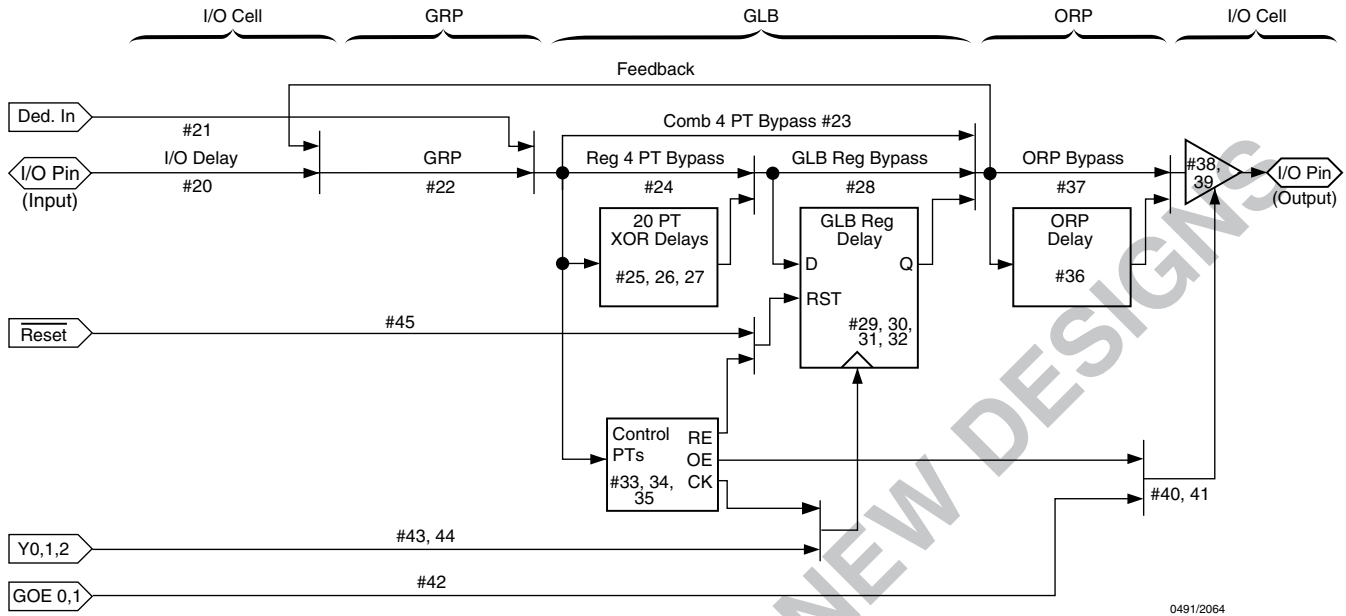 I/O Cell
GRP
GLB
ORP
I/O Cell
Feedback
Ded. In
#21
Comb 4 PT Bypass #23
I/O Pin
(Input)
I/O Delay
#20
GRP
#22
Reg 4 PT Bypass
#24
GLB Reg Bypass
#28
ORP Bypass
#37
#38,
39
I/O Pin
(Output)
20 PT
XOR Delays
#25, 26, 27
GLB Reg
Delay
D
Q
RST
#29, 30,
31, 32
ORP
Delay
#36
Reset
#45
Control
PTs
#33, 34,
35
RE
OE
CK
#40, 41
Y0,1,2
#43, 44
GOE 0,1
#42
0491/2064
NEW DESIGNS